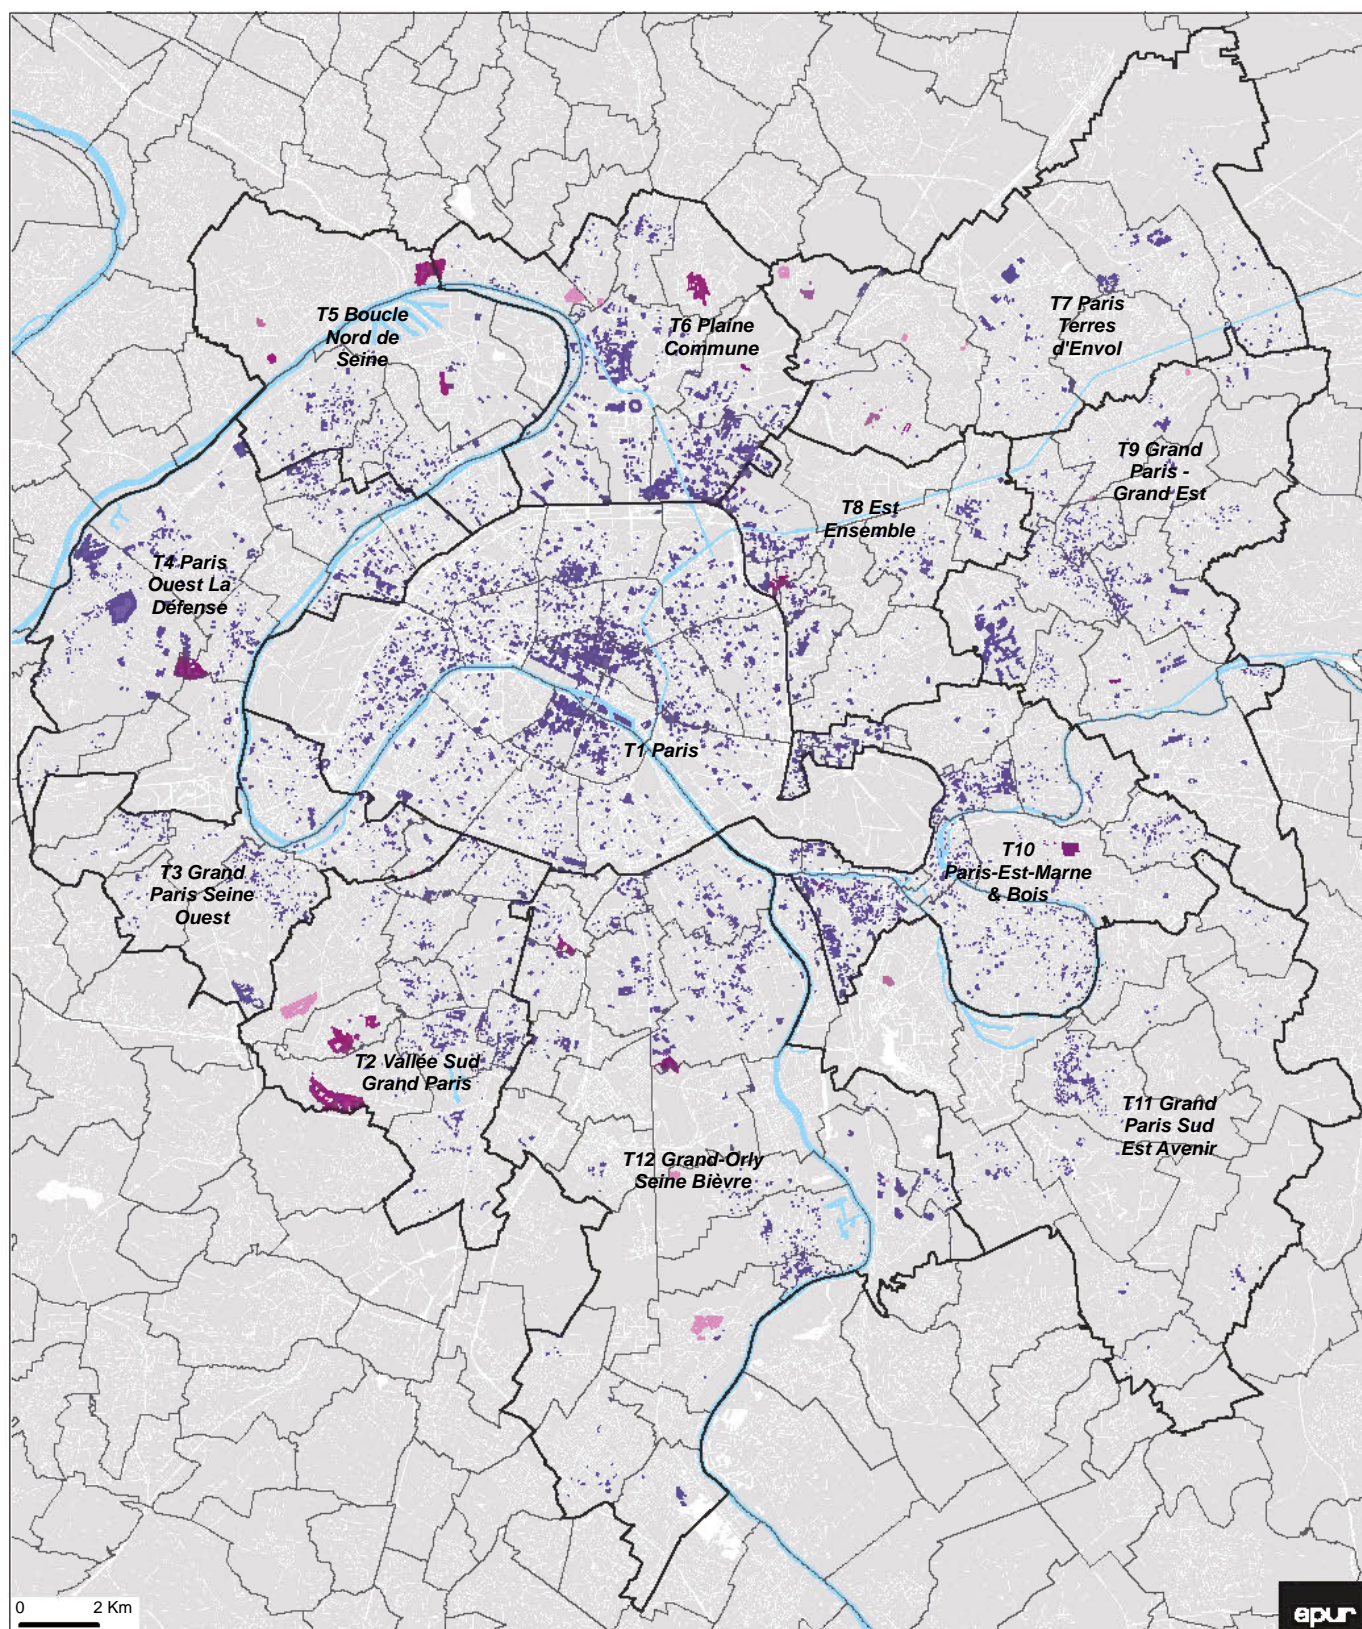 T5 Boucle
Nord de
Seine
T6 Plaine
Commune
T7 Paris
Terres
d'Envol
T9 Grand
Paris -
Grand Est
T8 Est
Ensemble
T4 Paris
Ouest La
Défense
T1 Paris
T3 Grand
Paris Seine
Ouest
T10
Paris-Est-Marne
& Bois
T2 Vallée Sud
Grand Paris
T11 Grand
Paris Sud
Est Avenir
T12 Grand-Orly
Seine Bièvre
0 2 Km
apur